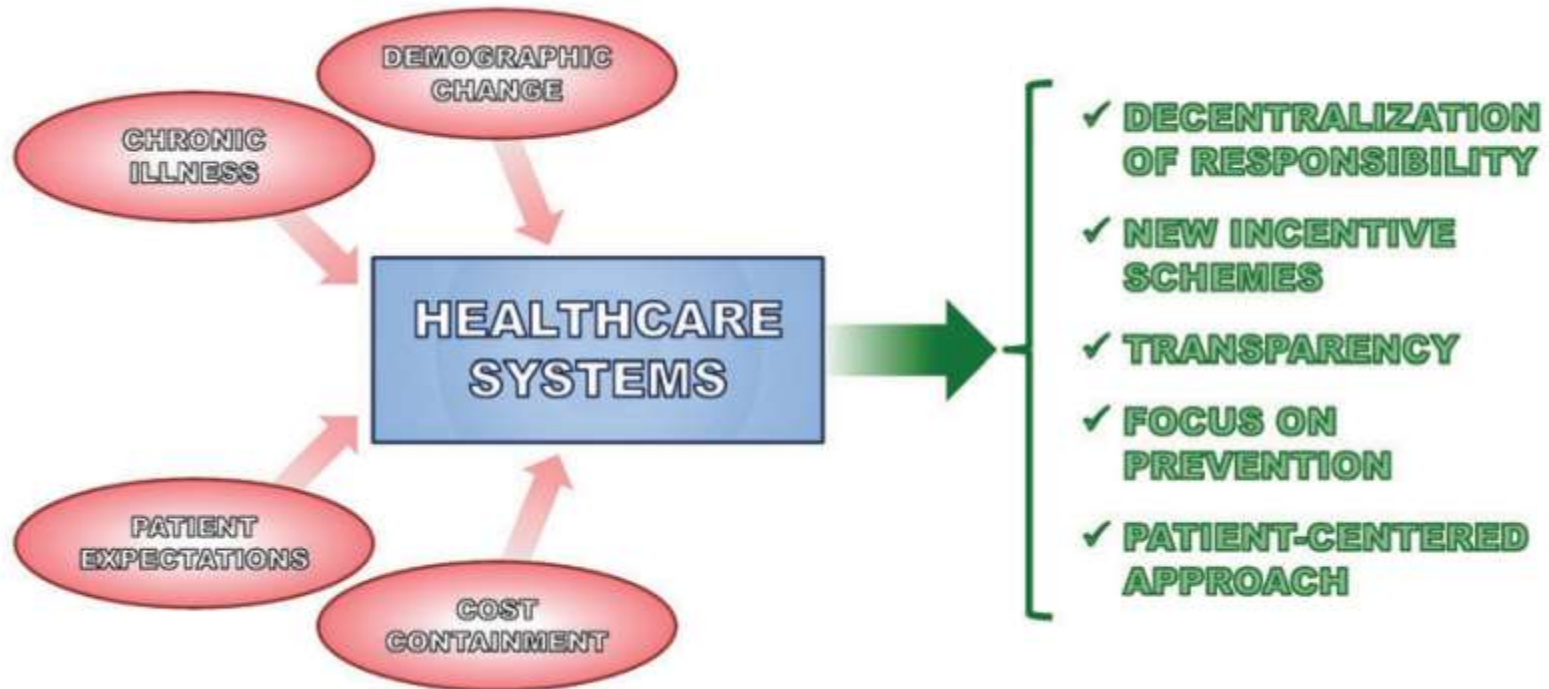 DEMOGRAPHIC
CHANGE
CHRONIC
ILLNESS
HEALTHCARE
SYSTEMS
PATIENT
EXPECTATIONS
COST
CONTAINMENT
✓ DECENTRALIZATION
OF RESPONSIBILITY
✓ NEW INCENTIVE
SCHEMES
✓ TRANSPARENCY
✓ FOCUS ON
PREVENTION
✓ PATIENT-CENTERED
APPROACH